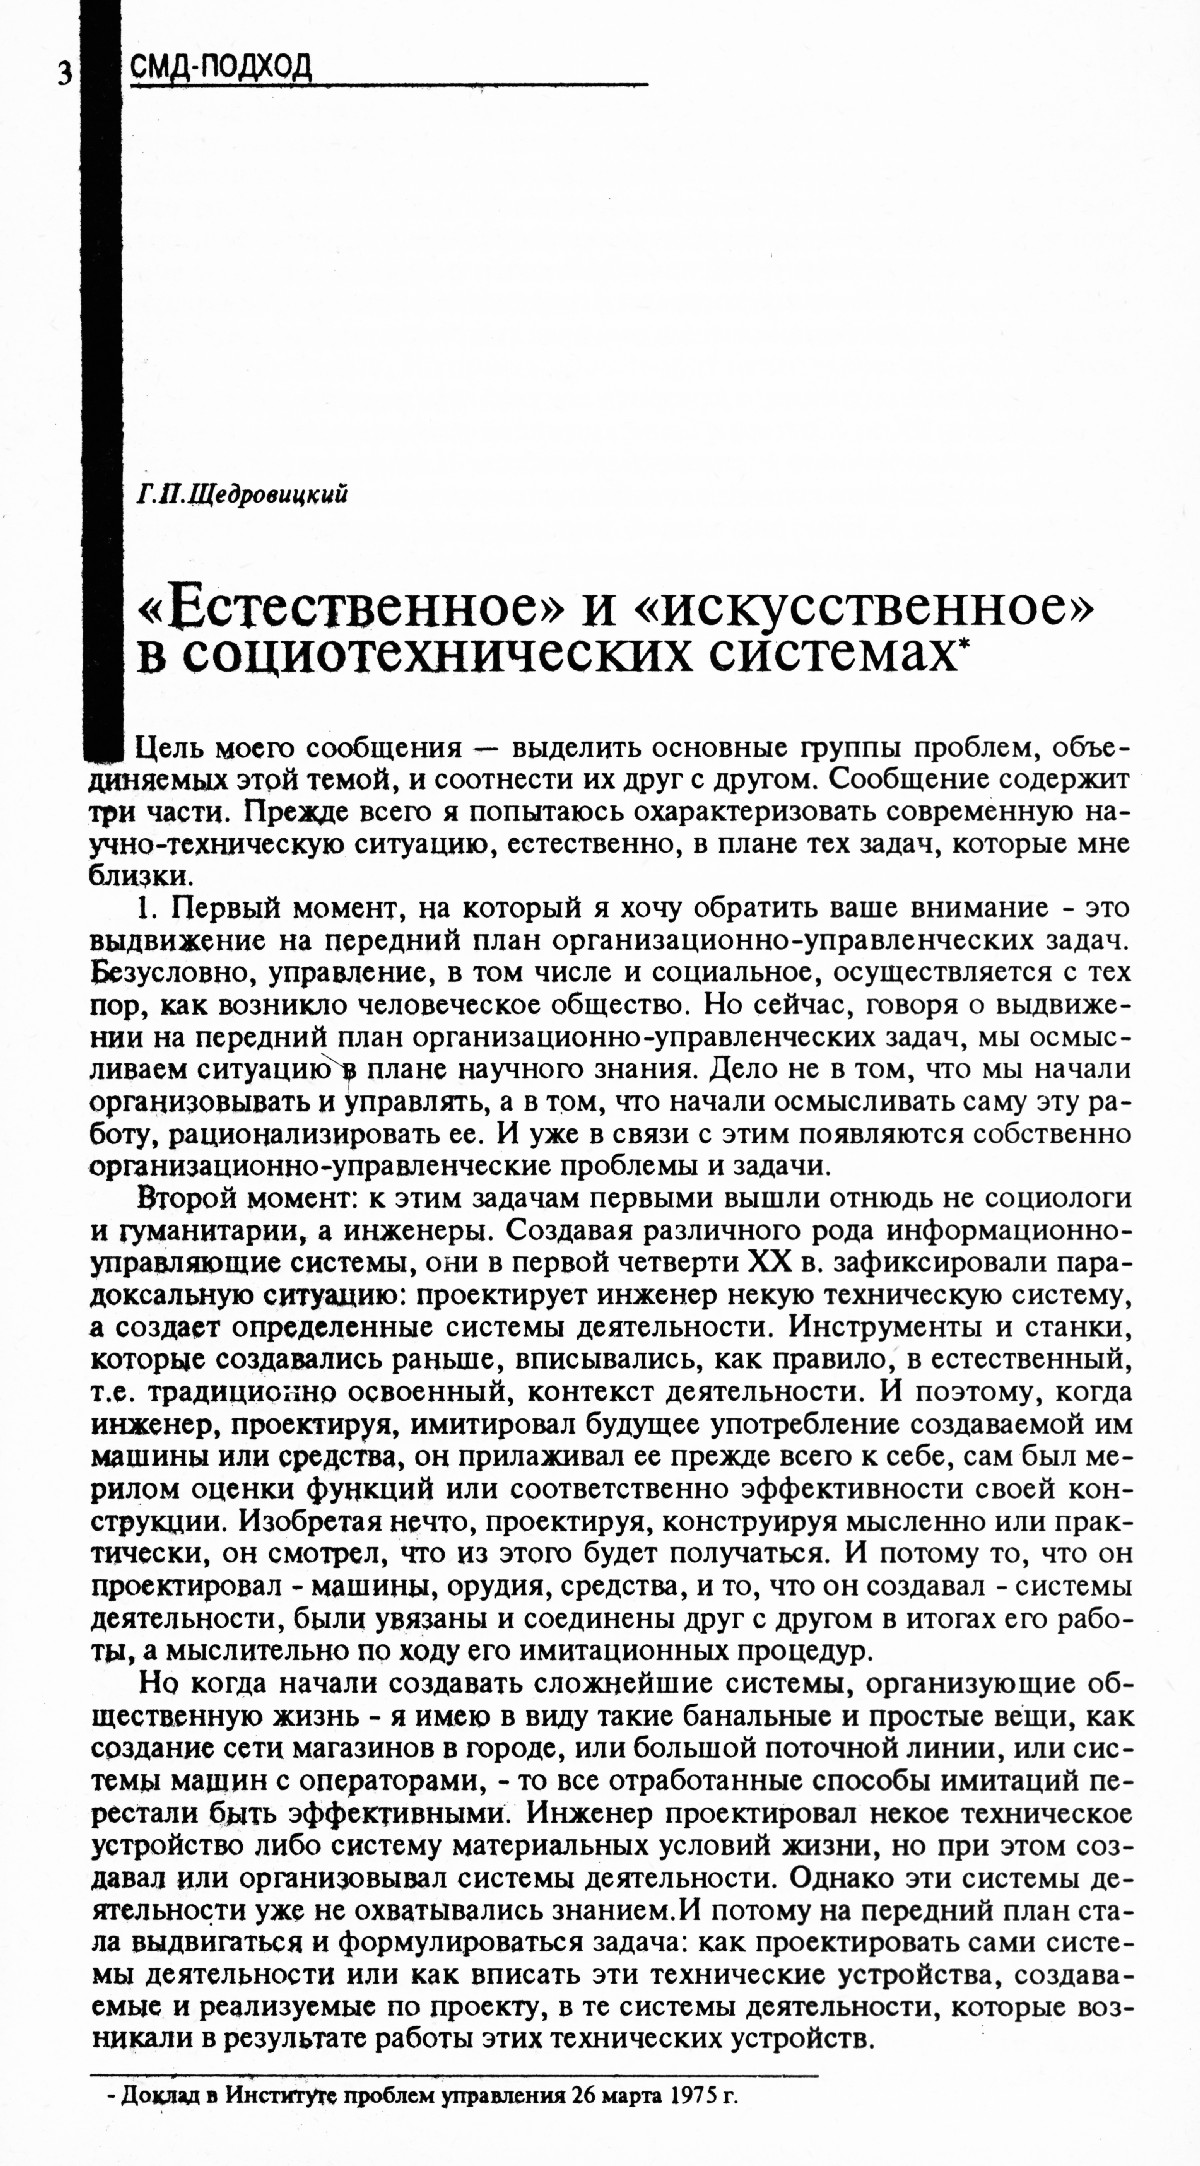 3
СМД-ПОДХОД
Г.П.Щедровицкий
«Естественное» и «искусственное»
в социотехнических системах*
Цель моего сообщения — выделить основные группы проблем, объе-
диняемых этой темой, и соотнести их друг с другом. Сообщение содержит
три части. Прежде всего я попытаюсь охарактеризовать современную на-
учно-техническую ситуацию, естественно, в плане тех задач, которые мне
близки.
1. Первый момент, на который я хочу обратить ваше внимание - это
выдвижение на передний план организационно-управленческих задач.
Безусловно, управление, в том числе и социальное, осуществляется с тех
пор, как возникло человеческое общество. Но сейчас, говоря о выдвиже-
нии на передний план организационно-управленческих задач, мы осмыс-
ливаем ситуацию в плане научного знания. Дело не в том, что мы начали
организовывать и управлять, а в том, что начали осмысливать саму эту ра-
боту, рационализировать ее. И уже в связи с этим появляются собственно
организационно-управленческие проблемы и задачи.
Второй момент: к этим задачам первыми вышли отнюдь не социологи
и гуманитарии, а инженеры. Создавая различного рода информационно-
управляющие системы, они в первой четверти XX в. зафиксировали пара-
доксальную ситуацию: проектирует инженер некую техническую систему,
а создает определенные системы деятельности. Инструменты и станки,
которые создавались раньше, вписывались, как правило, в естественный,
т.е. традиционно освоенный, контекст деятельности. И поэтому, когда
инженер, проектируя, имитировал будущее употребление создаваемой им
машины или средства, он прилаживал ее прежде всего к себе, сам был ме-
рилом оценки функций или соответственно эффективности своей кон-
струкции. Изобретая нечто, проектируя, конструируя мысленно или прак-
тически, он смотрел, что из этого будет получаться. И потому то, что он
проектировал - машины, орудия, средства, и то, что он создавал - системы
деятельности, были увязаны и соединены друг с другом в итогах его рабо-
ты, а мыслительно по ходу его имитационных процедур.
Но когда начали создавать сложнейшие системы, организующие об-
щественную жизнь - я имею в виду такие банальные и простые вещи, как
создание сети магазинов в городе, или большой поточной линии, или сис-
темы машин с операторами, - то все отработанные способы имитаций пе-
рестали быть эффективными. Инженер проектировал некое техническое
устройство либо систему материальных условий жизни, но при этом соз-
давал или организовывал системы деятельности. Однако эти системы де-
ятельности уже не охватывались знанием.И потому на передний план ста-
ла выдвигаться и формулироваться задача: как проектировать сами систе-
мы деятельности или как вписать эти технические устройства, создава-
емые и реализуемые по проекту, в те системы деятельности, которые воз-
никали в результате работы этих технических устройств.
- Доклад в Институте проблем управления 26 марта 1975 г.